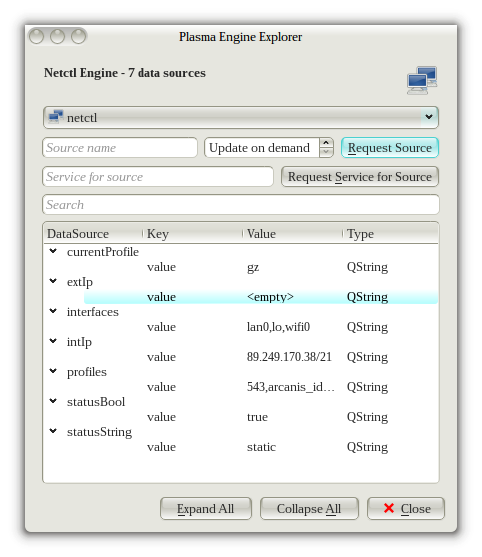 Plasma Engine Explorer
Netctl Engine - 7 data sources
netctl
Source name Update on demand Request Source
Service for source Request Service for Source
Search
DataSource Key Value Type
currentProfile
value gz QString
extIp
value <empty> QString
interfaces
value lan0,lo,wifi0 QString
intIp
value 89.249.170.38/21 QString
profiles
value 543,arcanis_id... QString
statusBool
value true QString
statusString
value static QString
Expand All Collapse All Close